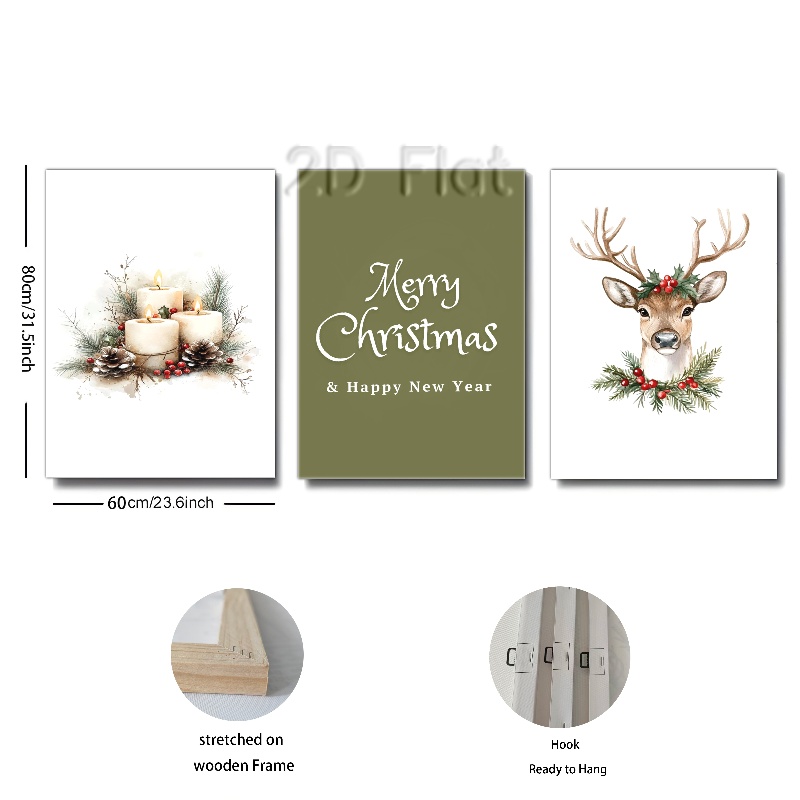 2D Flat
80cm/31.5inch
Merry
Christmas
& Happy New Year
60cm/23.6inch
stretched on
wooden Frame
Hook
Ready to Hang